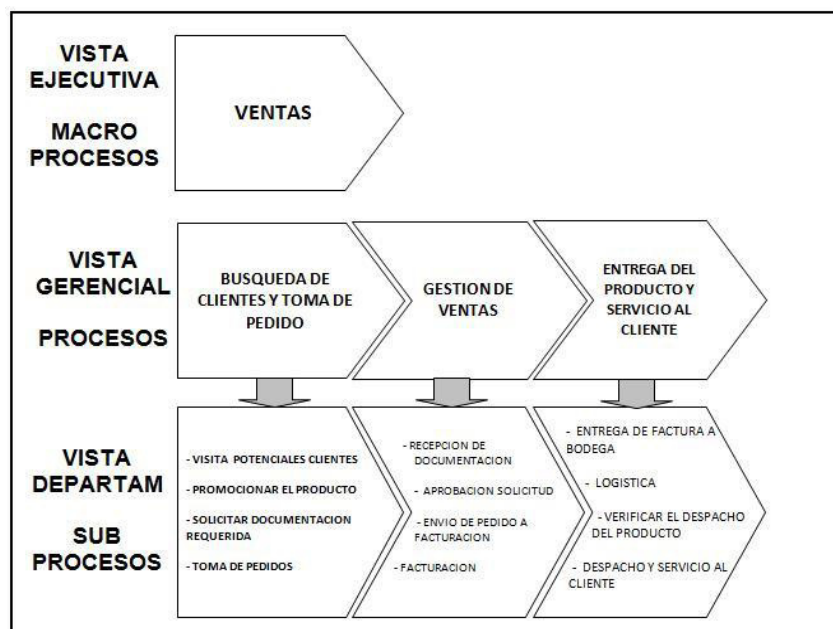 VISTA
EJECUTIVA
MACRO
PROCESOS
VENTAS
VISTA
GERENCIAL
PROCESOS
BUSQUEDA DE
CLIENTES Y TOMA DE
PEDIDO
GESTION DE
VENTAS
ENTREGA DEL
PRODUCTO Y
SERVICIO AL
CLIENTE
VISTA
DEPARTAM
SUB
PROCESOS
- VISITA POTENCIALES CLIENTES
- PROMOCIONAR EL PRODUCTO
- SOLICITAR DOCUMENTACION
REQUERIDA
- TOMA DE PEDIDOS
- RECEPCION DE
DOCUMENTACION
- APROBACION SOLICITUD
- ENVIO DE PEDIDO A
FACTURACION
- FACTURACION
- ENTREGA DE FACTURA A
BODEGA
- LOGISTICA
- VERIFICAR EL DESPACHO
DEL PRODUCTO
- DESPACHO Y SERVICIO AL
CLIENTE